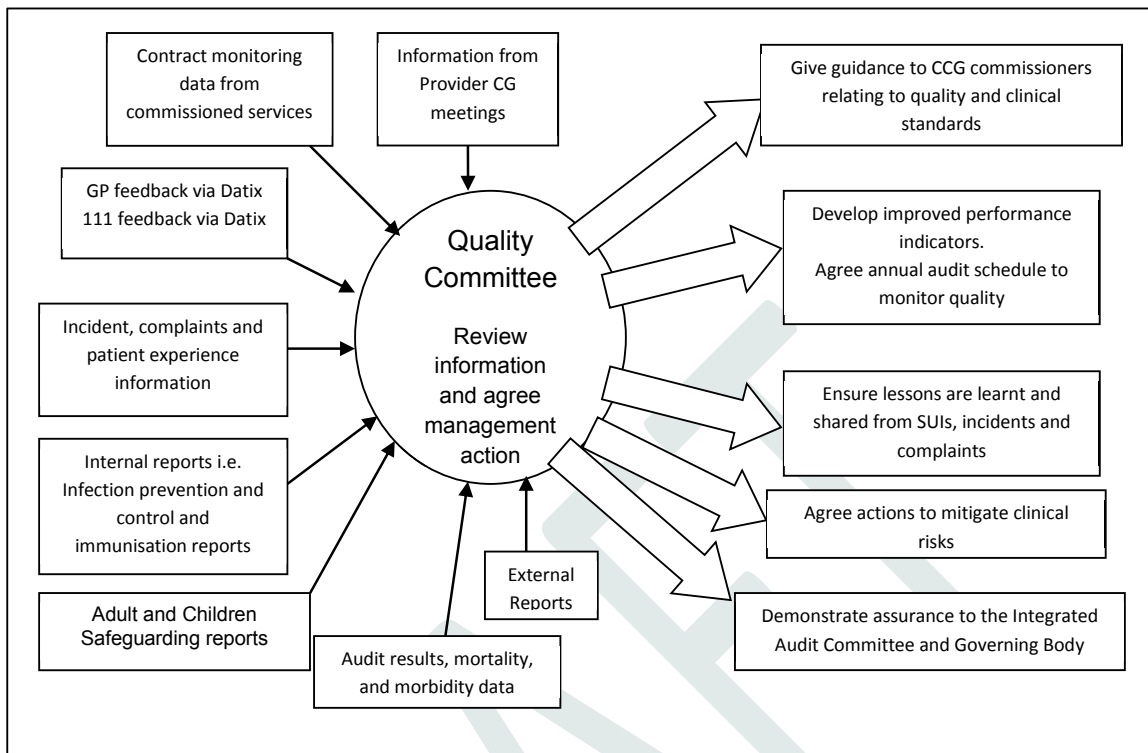 Contract monitoring
data from
commissioned services
Information from
Provider CG
meetings
Give guidance to CCG commissioners
relating to quality and clinical
standards
GP feedback via Datix
111 feedback via Datix
Quality
Committee
Review
information
and agree
management
action
Develop improved performance
indicators.
Agree annual audit schedule to
monitor quality
Incident, complaints and
patient experience
information
Ensure lessons are learnt and
shared from SUIs, incidents and
complaints
Internal reports i.e.
Infection prevention and
control and
immunisation reports
Agree actions to mitigate clinical
risks
External
Reports
Adult and Children
Safeguarding reports
Demonstrate assurance to the Integrated
Audit Committee and Governing Body
Audit results, mortality,
and morbidity data